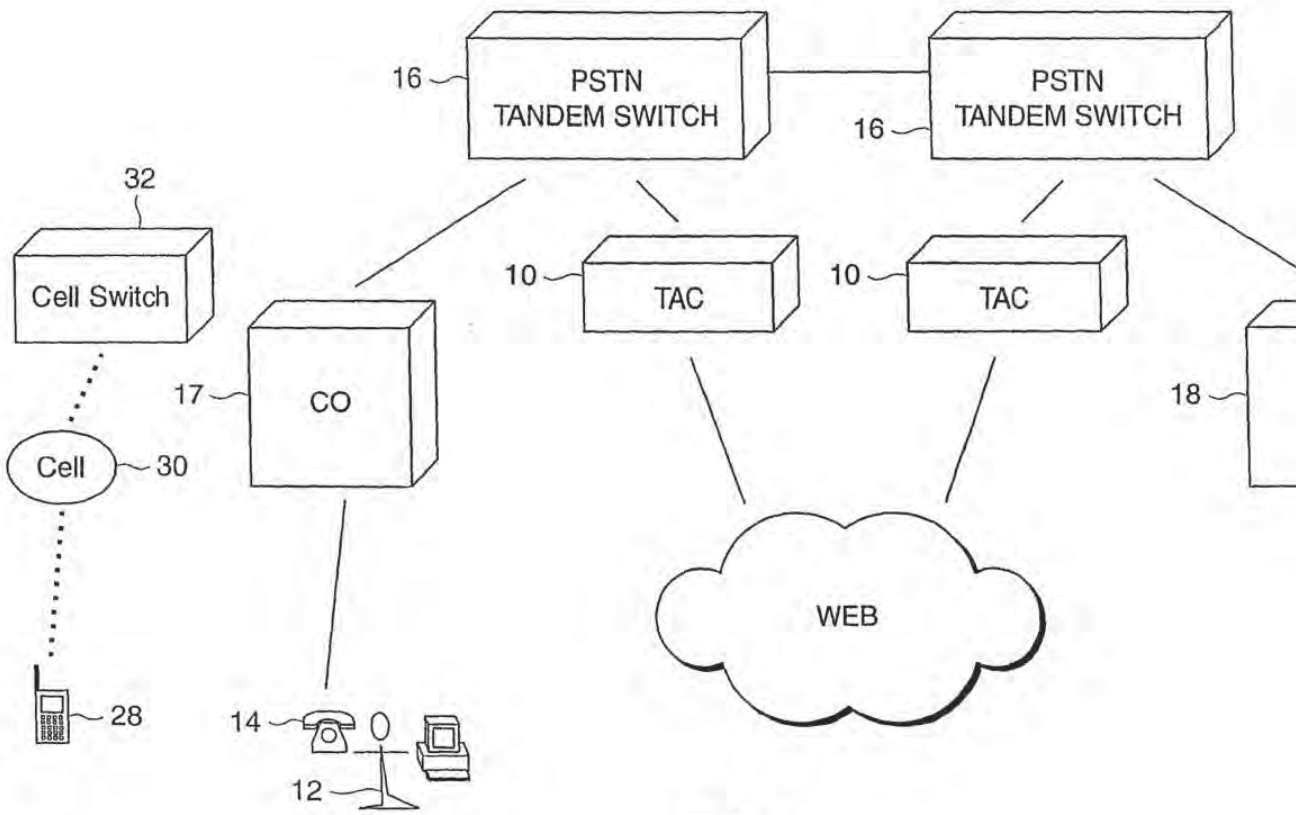 PSTN
TANDEM SWITCH
16
PSTN
TANDEM SWITCH
16
32
Cell Switch
10
TAC
10
TAC
17
CO
18
Cell
30
WEB
28
14
12